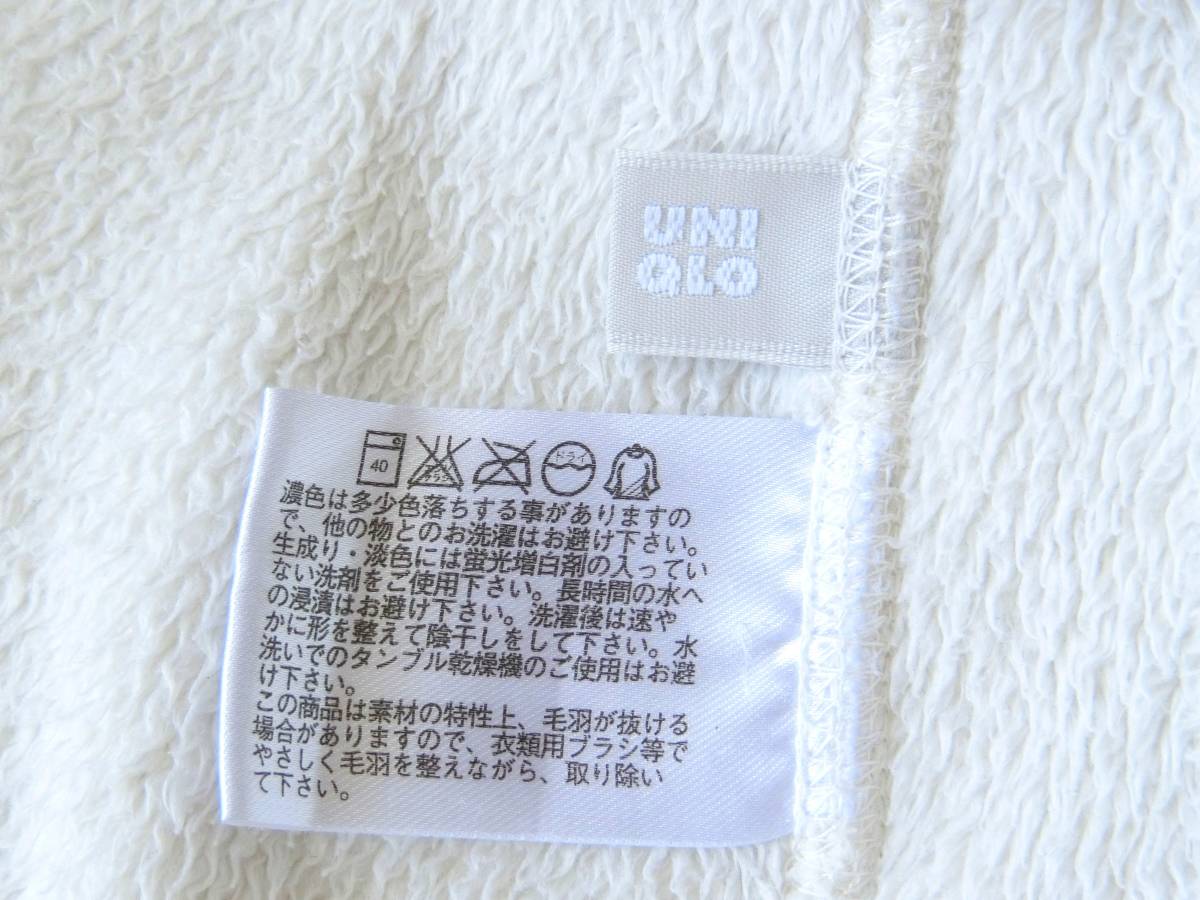 UNI
QLO
40 エンソ サラシ ドライ
濃色は多少色落ちする事がありますの
で、他の物とのお洗濯はお避け下さい。
生成り・淡色には蛍光増白剤の入ってい
ない洗剤をご使用下さい。長時間の水へ
の浸漬はお避け下さい。洗濯後は速や
かに形を整えて陰干しをして下さい。水
洗いでのタンブル乾燥機のご使用はお避
け下さい。
この商品は素材の特性上、毛羽が抜ける
場合がありますので、衣類用ブラシ等で
やさしく毛羽を整えながら、取り除い
て下さい。